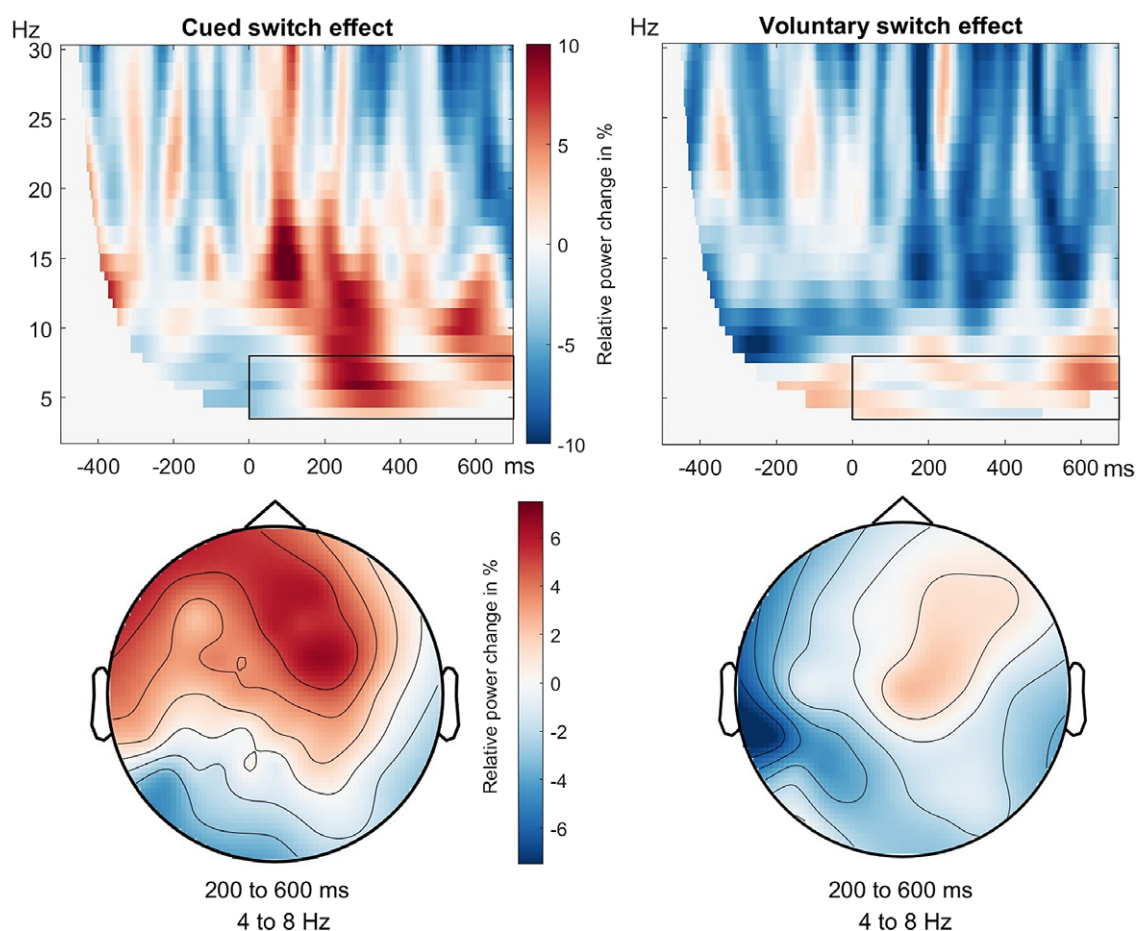 Hz
Cued switch effect
30
25
20
15
10
5
-400 -200 0 200 400 600 ms
10
5
0
-5
-10
Relative power change in %
Hz
Voluntary switch effect
-400 -200 0 200 400 600 ms
6
4
2
0
-2
-4
-6
Relative power change in %
200 to 600 ms
4 to 8 Hz
200 to 600 ms
4 to 8 Hz